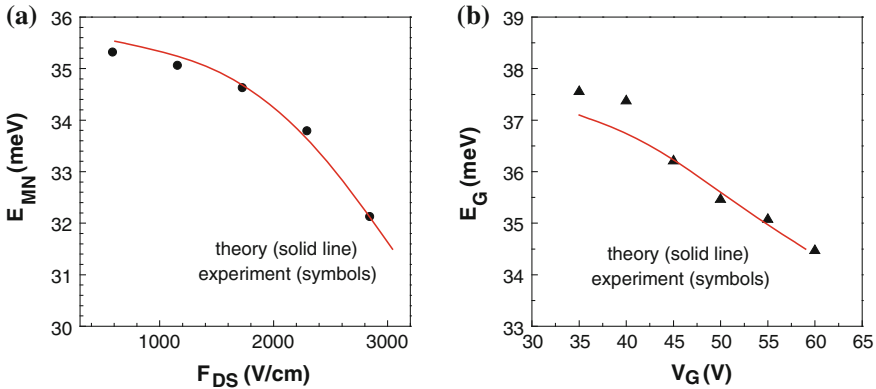 (a)
36
35
34
33
32
31
30
E_MN (meV)
theory (solid line)
experiment (symbols)
1000 2000 3000
F_DS (V/cm)
(b)
39
38
37
36
35
34
33
E_G (meV)
theory (solid line)
experiment (symbols)
30 35 40 45 50 55 60 65
V_G (V)